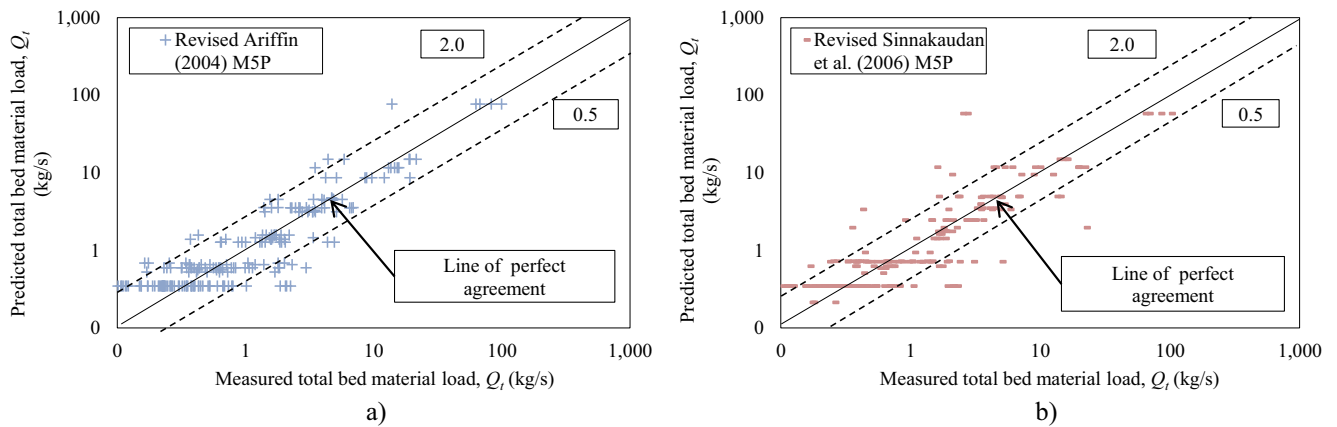 1,000
100
10
1
0
Predicted total bed material load, Qt
(kg/s)
Revised Ariffin
(2004) M5P
2.0
0.5
Line of perfect
agreement
0 1 10 100 1,000
Measured total bed material load, Qt (kg/s)
a)
1,000
100
10
1
0
Predicted total bed material load, Qt
(kg/s)
Revised Sinnakaudan
et al. (2006) M5P
2.0
0.5
Line of perfect
agreement
0 1 10 100 1,000
Measured total bed material load, Qt (kg/s)
b)